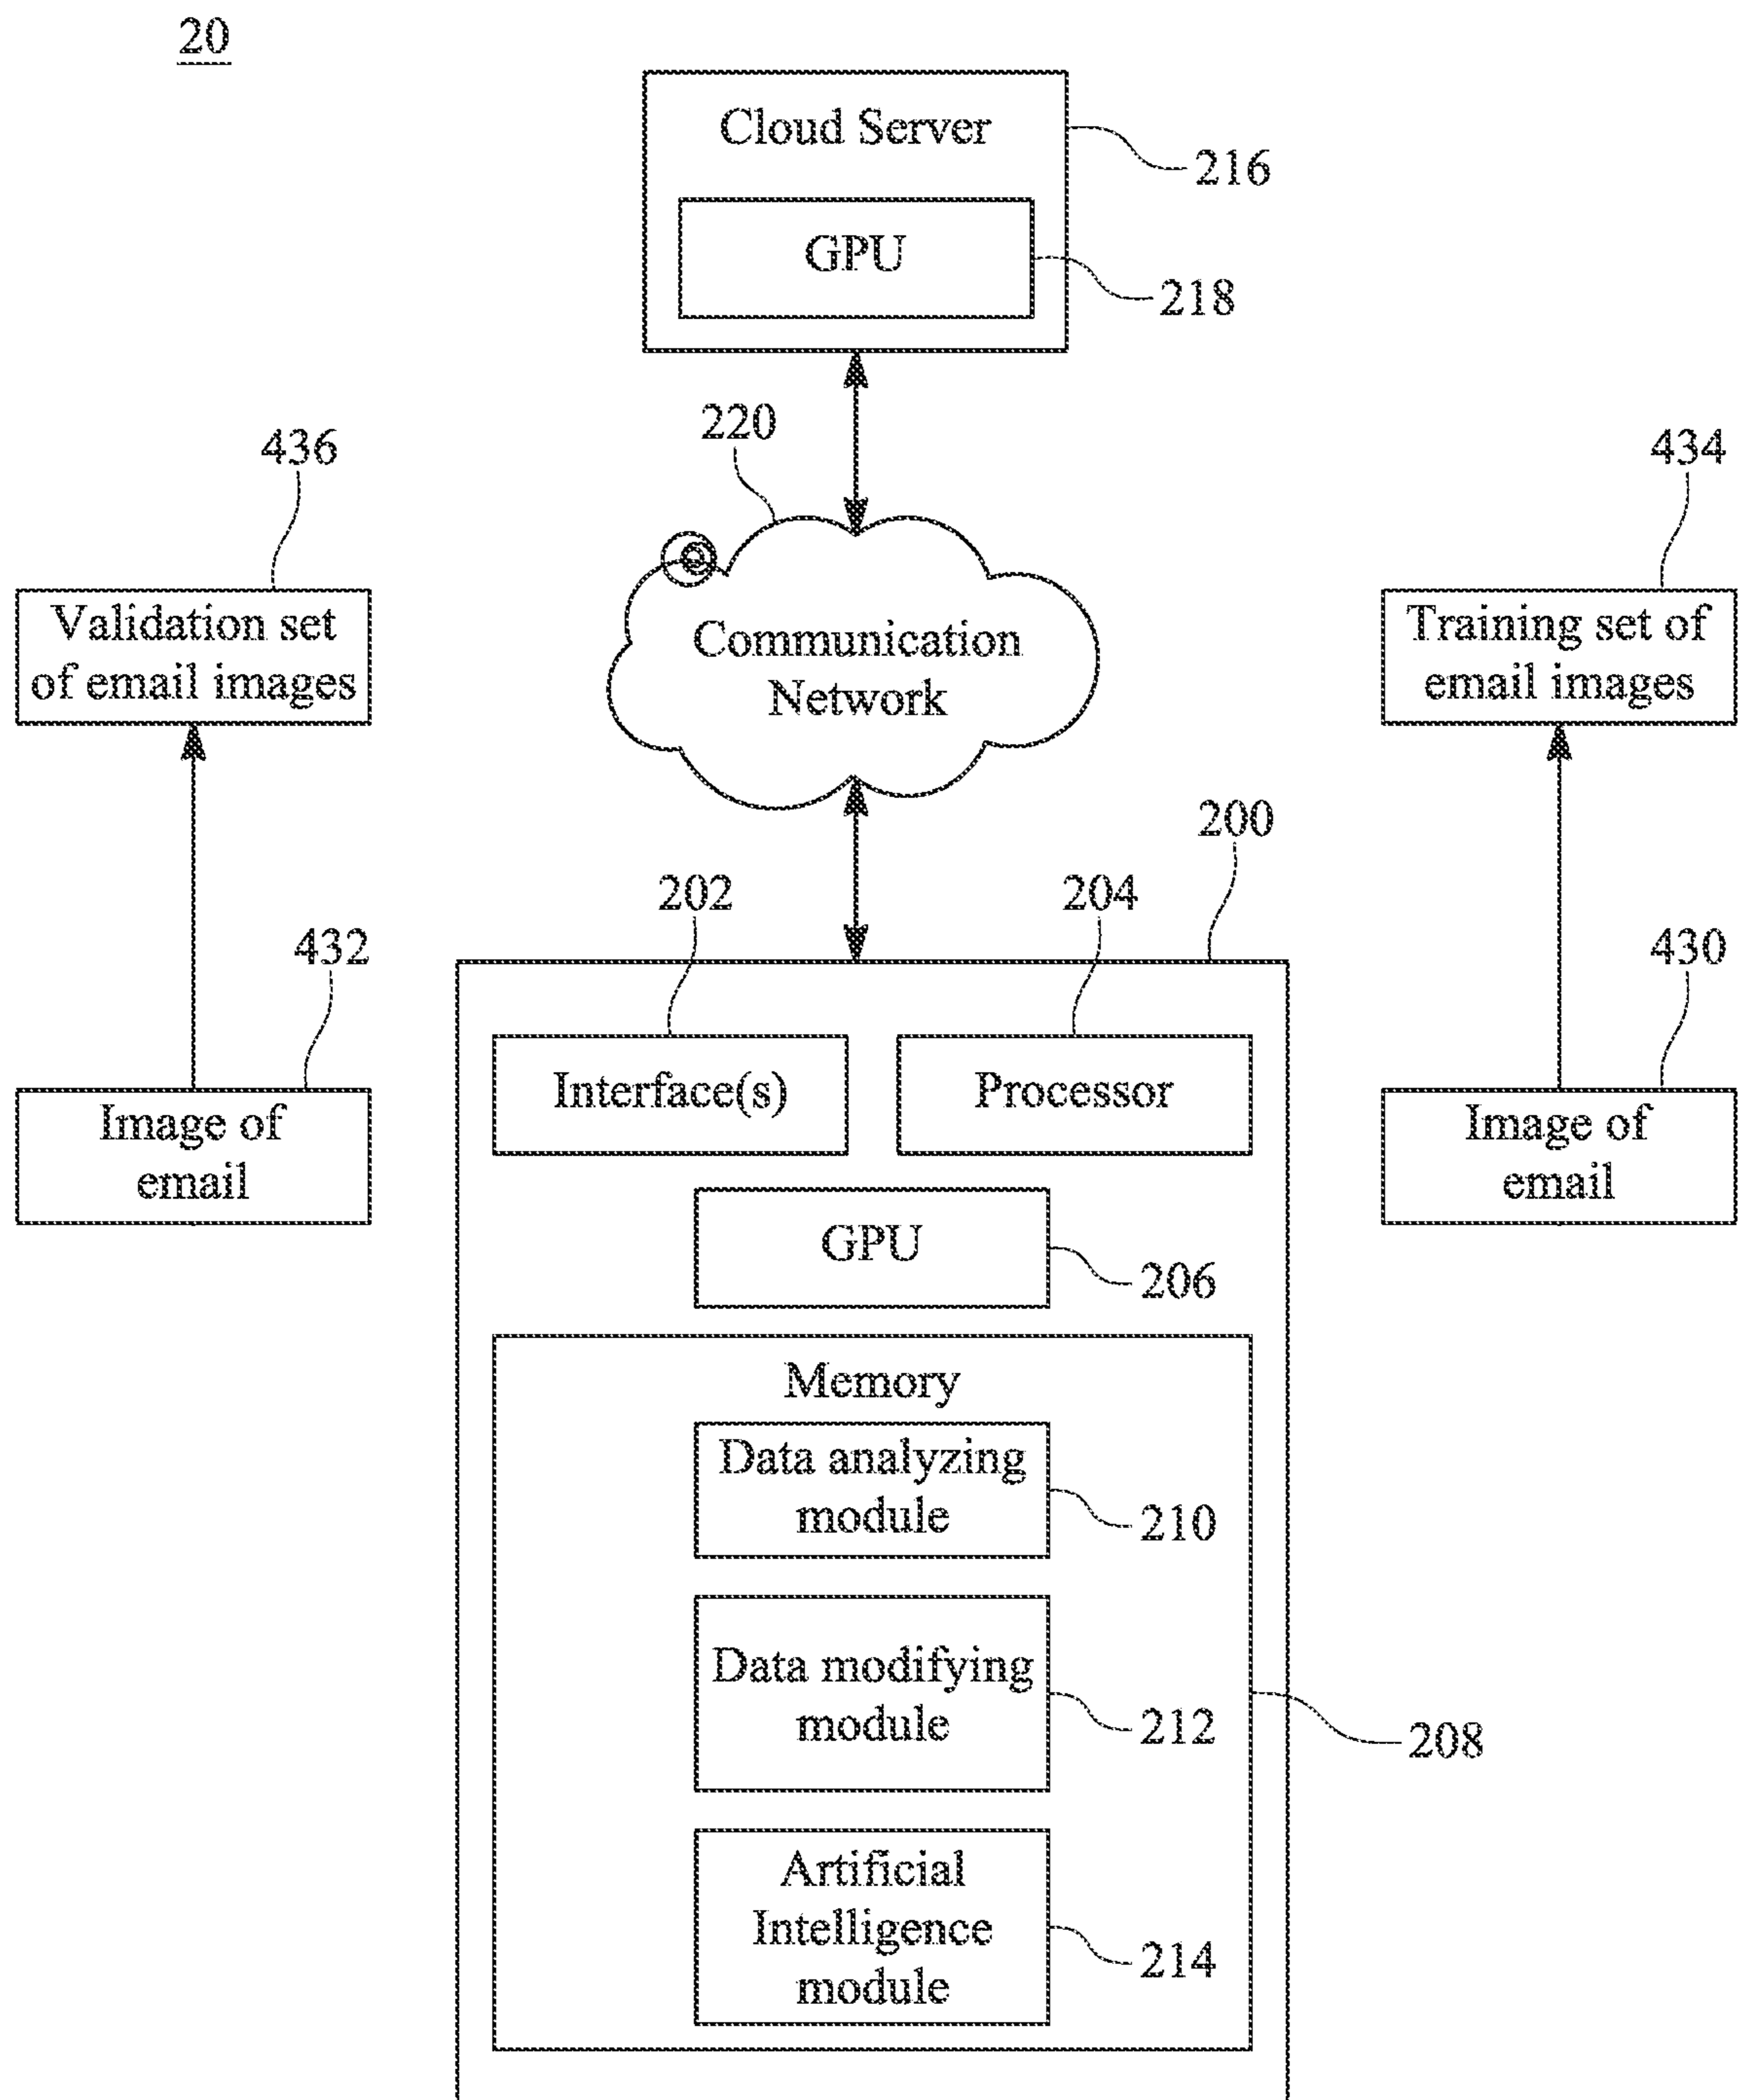 20
Cloud Server
216
GPU
218
220
436
434
Validation set
of email images
Communication
Network
Training set of
email images
200
202
204
432
430
Interface(s)
Processor
Image of
email
Image of
email
GPU
206
Memory
Data analyzing
module
210
Data modifying
module
212
208
Artificial
Intelligence
module
214